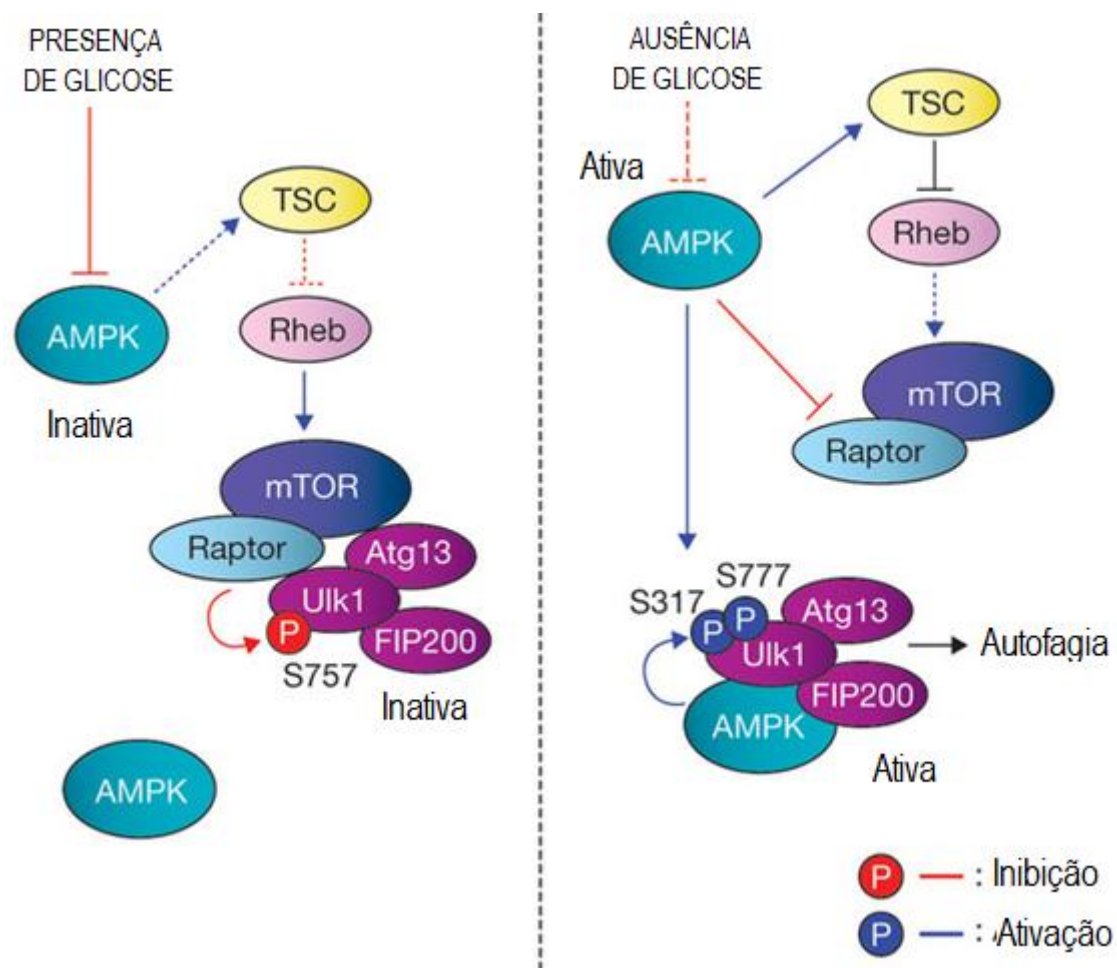 PRESENÇA
DE GLICOSE
TSC
AMPK
Rheb
Inativa
mTOR
Raptor
Atg13
Ulk1
P
FIP200
S757
Inativa
AMPK
AUSÊNCIA
DE GLICOSE
TSC
Ativa
AMPK
Rheb
mTOR
Raptor
S777
S317
P
P
Atg13
Ulk1
Autofagia
FIP200
AMPK
Ativa
P : Inibição
P : Ativação